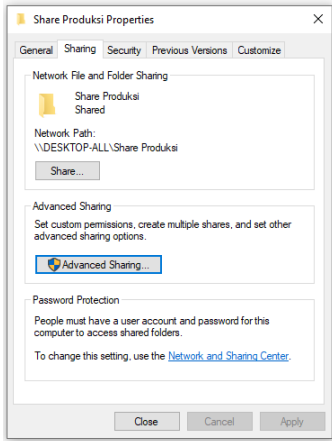 Share Produksi Properties
General Sharing Security Previous Versions Customize
Network File and Folder Sharing
Share Produksi
Shared
Network Path:
\\DESKTOP-ALL\Share Produksi
Share...
Advanced Sharing
Set custom permissions, create multiple shares, and set other
advanced sharing options.
Advanced Sharing...
Password Protection
People must have a user account and password for this
computer to access shared folders.
To change this setting, use the Network and Sharing Center.
Close Cancel Apply